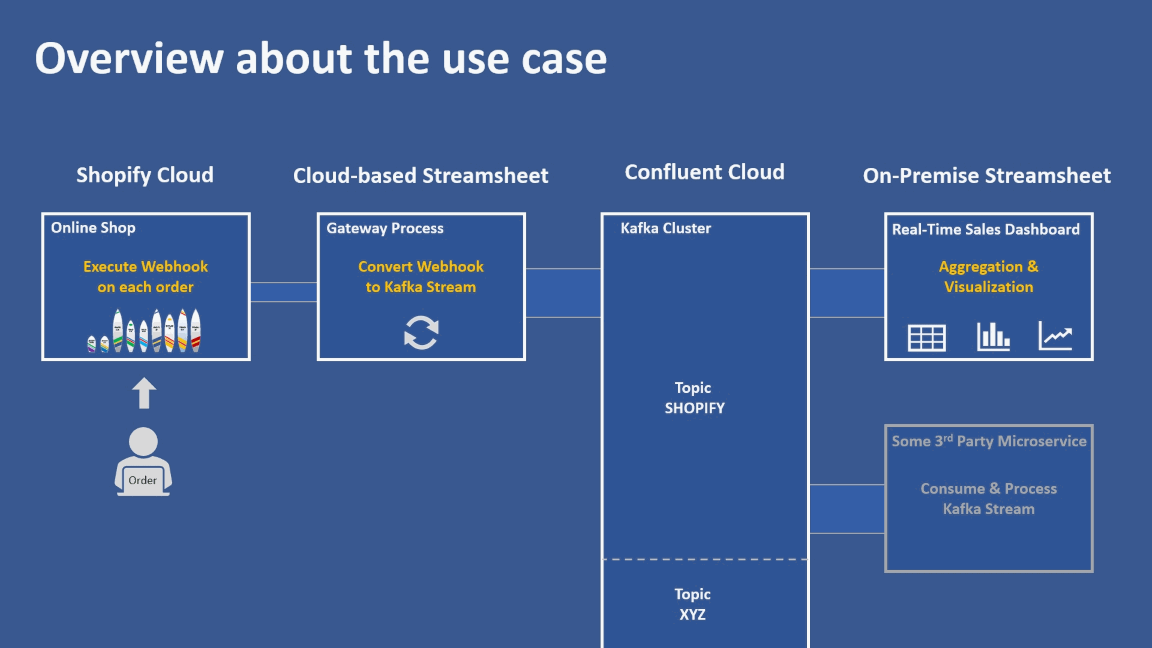 Overview about the use case
Shopify Cloud
Cloud-based Streamsheet
Confluent Cloud
On-Premise Streamsheet
Online Shop
Execute Webhook
on each order
Order
Gateway Process
Convert Webhook
to Kafka Stream
Kafka Cluster
Topic
SHOPIFY
Topic
XYZ
Real-Time Sales Dashboard
Aggregation &
Visualization
Some 3rd Party Microservice
Consume & Process
Kafka Stream